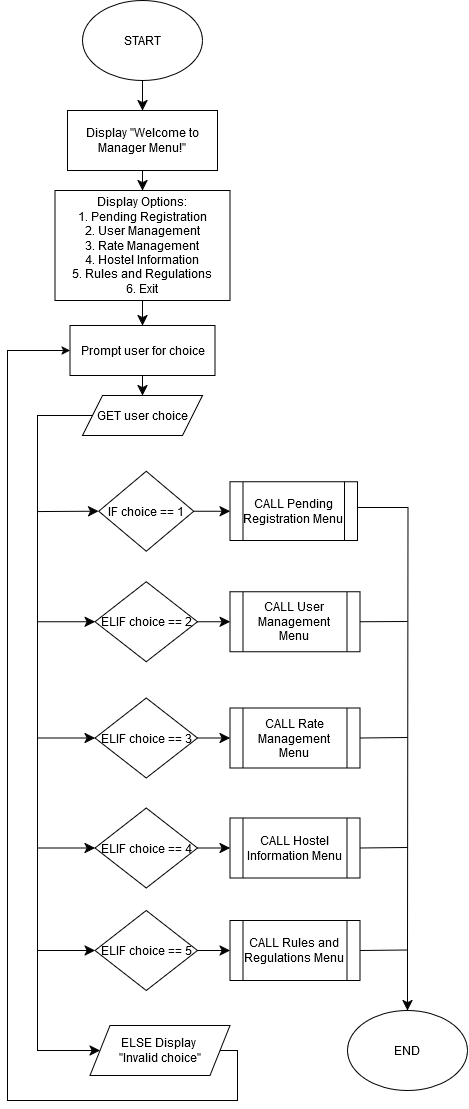 START
Display "Welcome to
Manager Menu!"
Display Options:
1. Pending Registration
2. User Management
3. Rate Management
4. Hostel Information
5. Rules and Regulations
6. Exit
Prompt user for choice
GET user choice
IF choice == 1
CALL Pending
Registration Menu
ELIF choice == 2
CALL User
Management
Menu
ELIF choice == 3
CALL Rate
Management
Menu
ELIF choice == 4
CALL Hostel
Information Menu
ELIF choice == 5
CALL Rules and
Regulations Menu
ELSE Display
"Invalid choice"
END